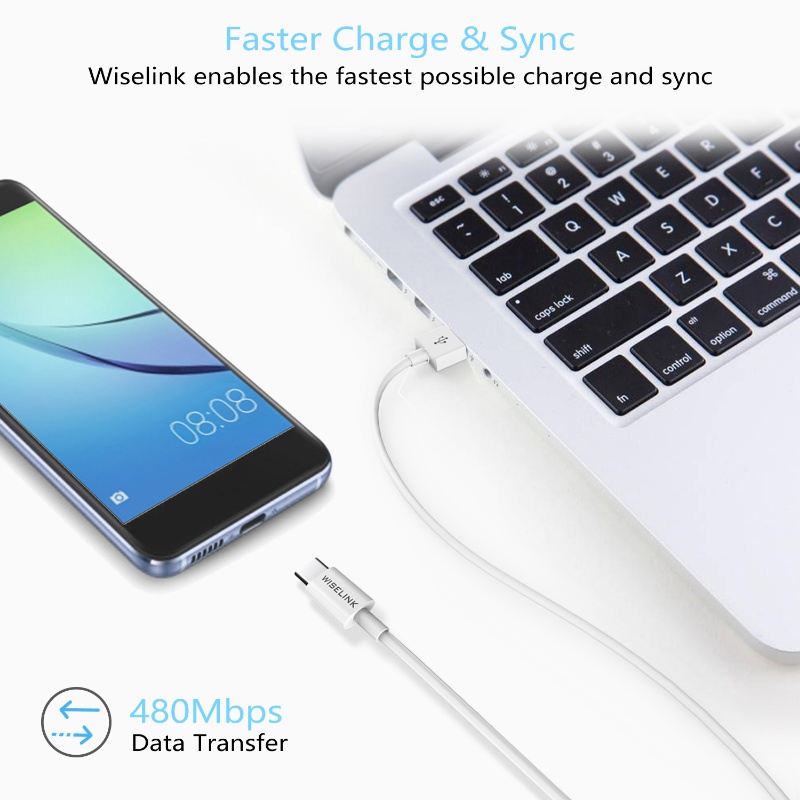 Faster Charge & Sync
Wiselink enables the fastest possible charge and sync
esc
! 1
@ 2
# 3
~
Q
W
E
R
tab
A
S
D
F
caps lock
Z
X
C
shift
fn
control
alt option
⌘ command
08:08
WISELINK
480Mbps
Data Transfer